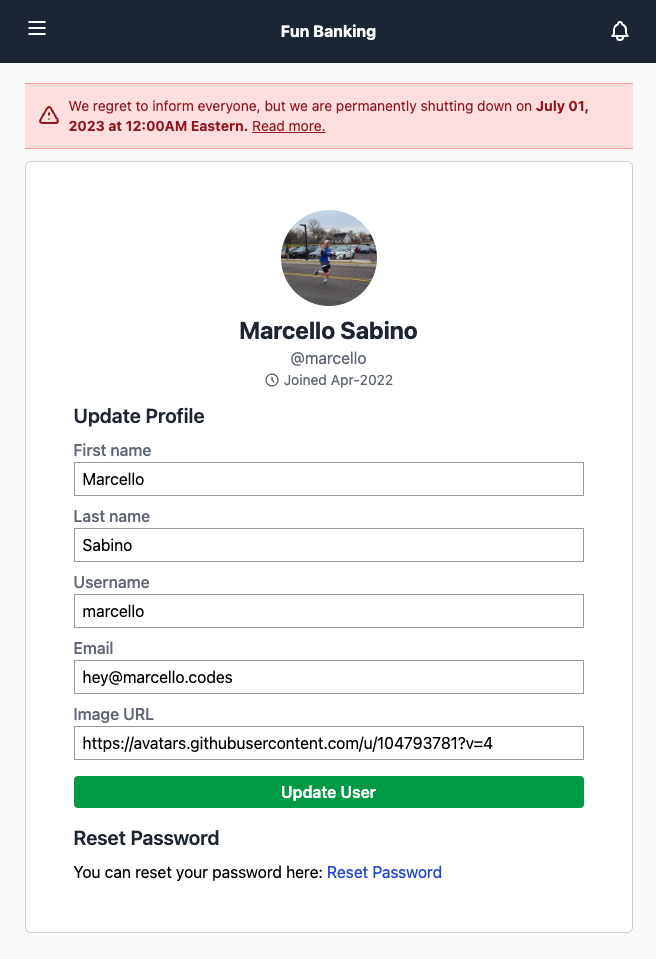 Fun Banking
We regret to inform everyone, but we are permanently shutting down on July 01,
2023 at 12:00AM Eastern. Read more.
Marcello Sabino
@marcello
Joined Apr-2022
Update Profile
First name
Marcello
Last name
Sabino
Username
marcello
Email
hey@marcello.codes
Image URL
https://avatars.githubusercontent.com/u/104793781?v=4
Update User
Reset Password
You can reset your password here: Reset Password